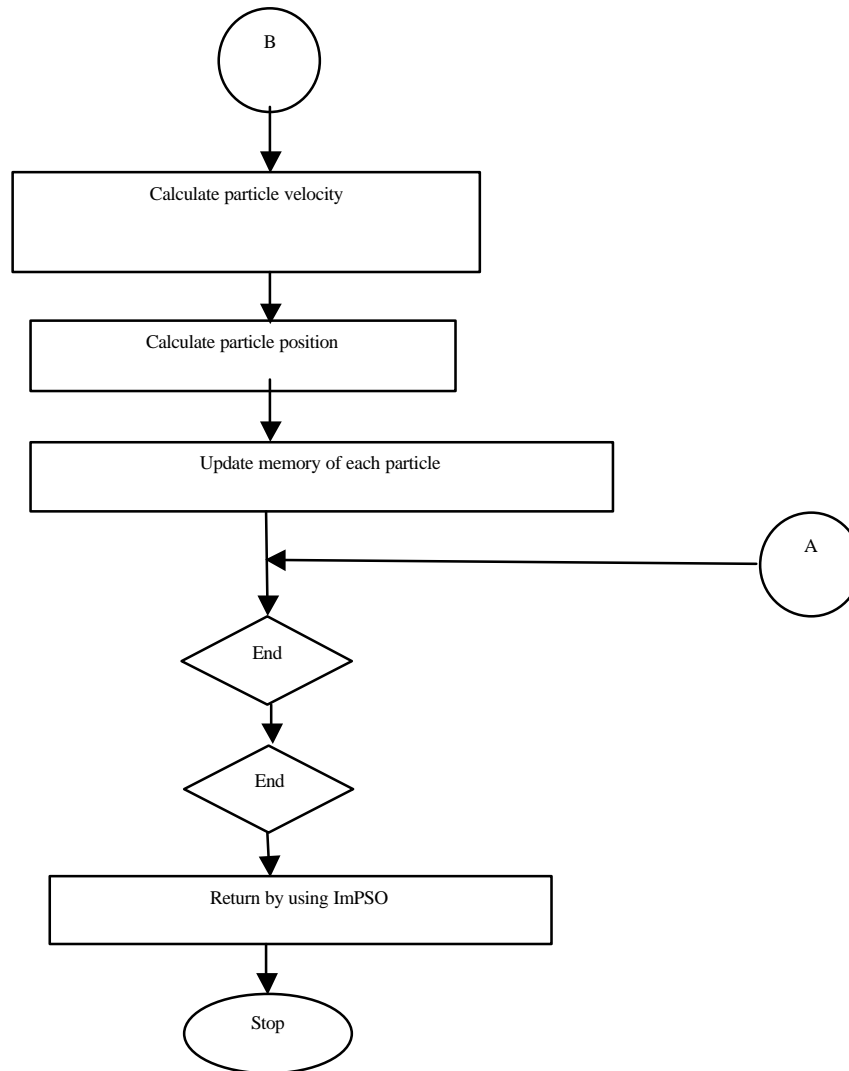 B
Calculate particle velocity
Calculate particle position
Update memory of each particle
A
End
End
Return by using ImPSO
Stop